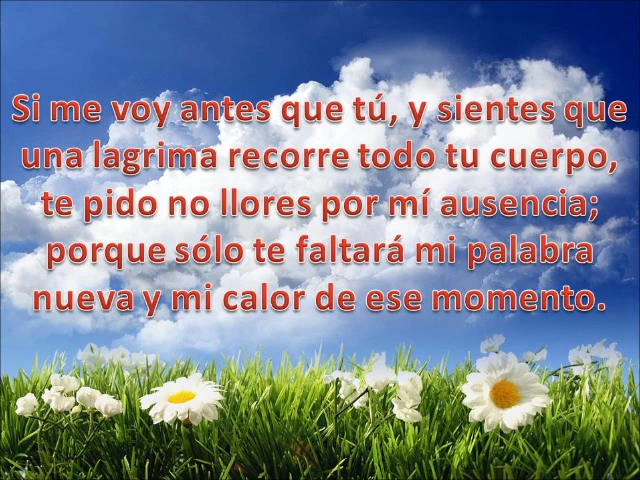 Si me voy antes que tú, y sientes que
una lagrima recorre todo tu cuerpo,
te pido no llores por mí ausencia;
porque sólo te faltará mi palabra
nueva y mi calor de ese momento.